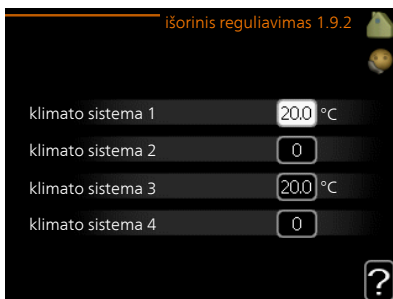 išorinis reguliavimas 1.9.2
klimato sistema 1 20.0 °C
klimato sistema 2 0
klimato sistema 3 20.0 °C
klimato sistema 4 0
?